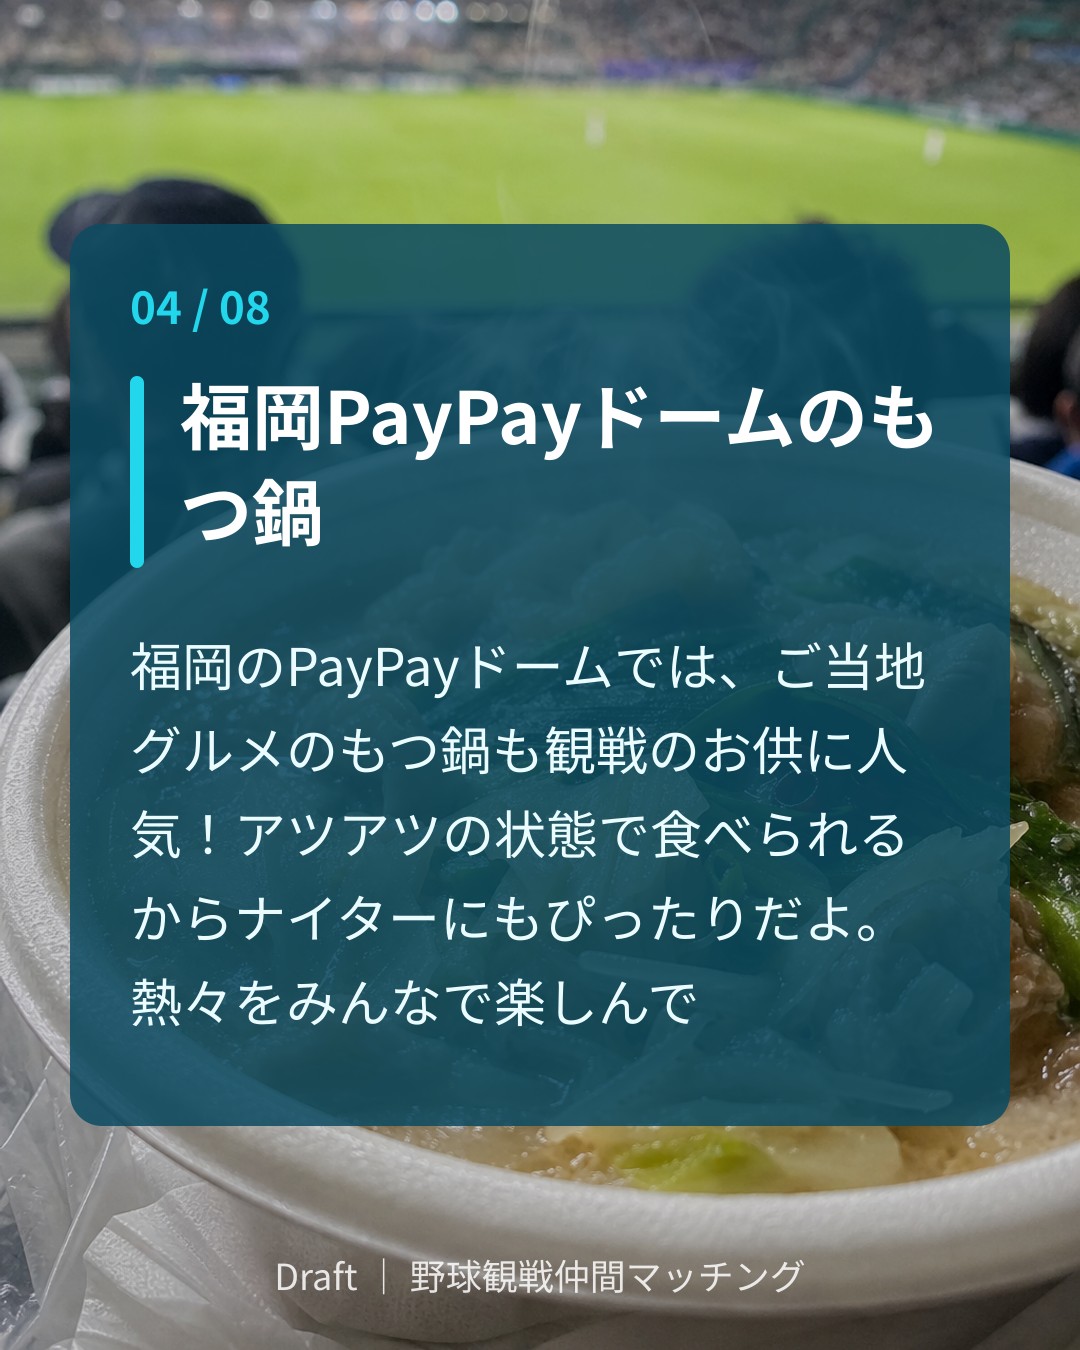 04 / 08
福岡PayPayドームのも
つ鍋
福岡のPayPayドームでは、ご当地
グルメのもつ鍋も観戦のお供に人
気！アツアツの状態で食べられる
からナイターにもぴったりだよ。
熱々をみんなで楽しんで
Draft ｜ 野球観戦仲間マッチング